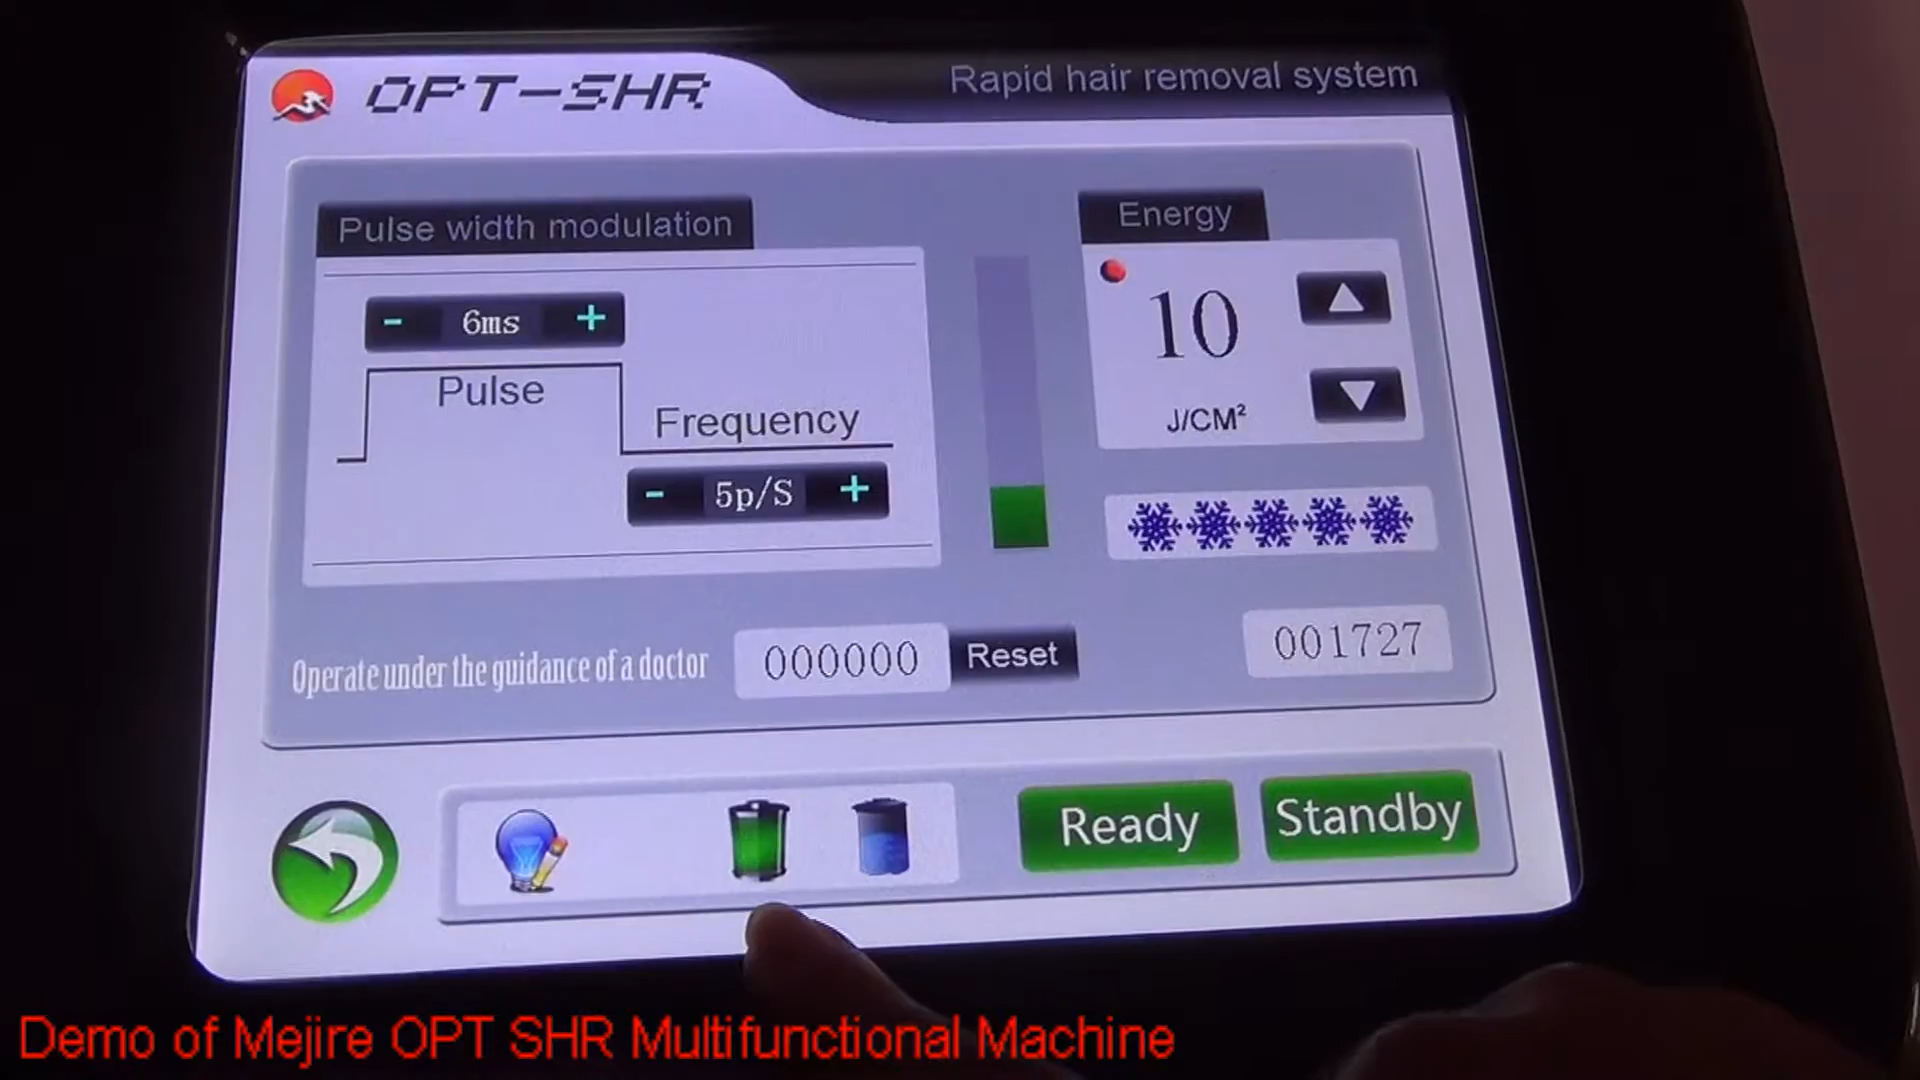 OPT-SHR
Rapid hair removal system
Pulse width modulation
Energy
- 6ms +
10
Pulse
Frequency
J/CM²
- 5p/S +
Operate under the guidance of a doctor
000000
Reset
001727
Ready
Standby
Demo of Mejire OPT SHR Multifunctional Machine